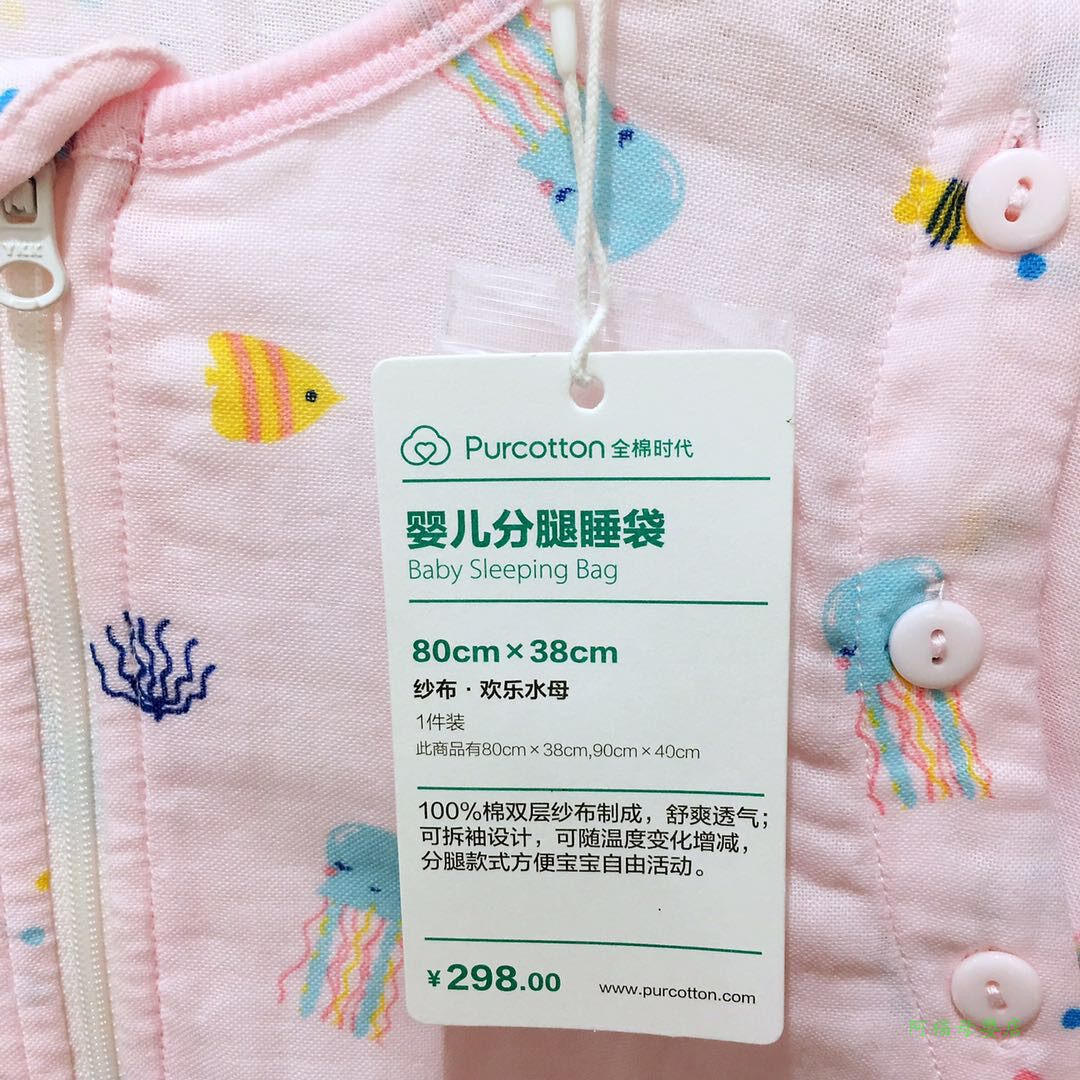 YKK
Purcotton 全棉时代
婴儿分腿睡袋
Baby Sleeping Bag
80cm×38cm
纱布·欢乐水母
1件装
此商品有80cm×38cm,90cm×40cm
100%棉双层纱布制成，舒爽透气；
可拆袖设计，可随温度变化增减，
分腿款式方便宝宝自由活动。
¥298.00
www.purcotton.com